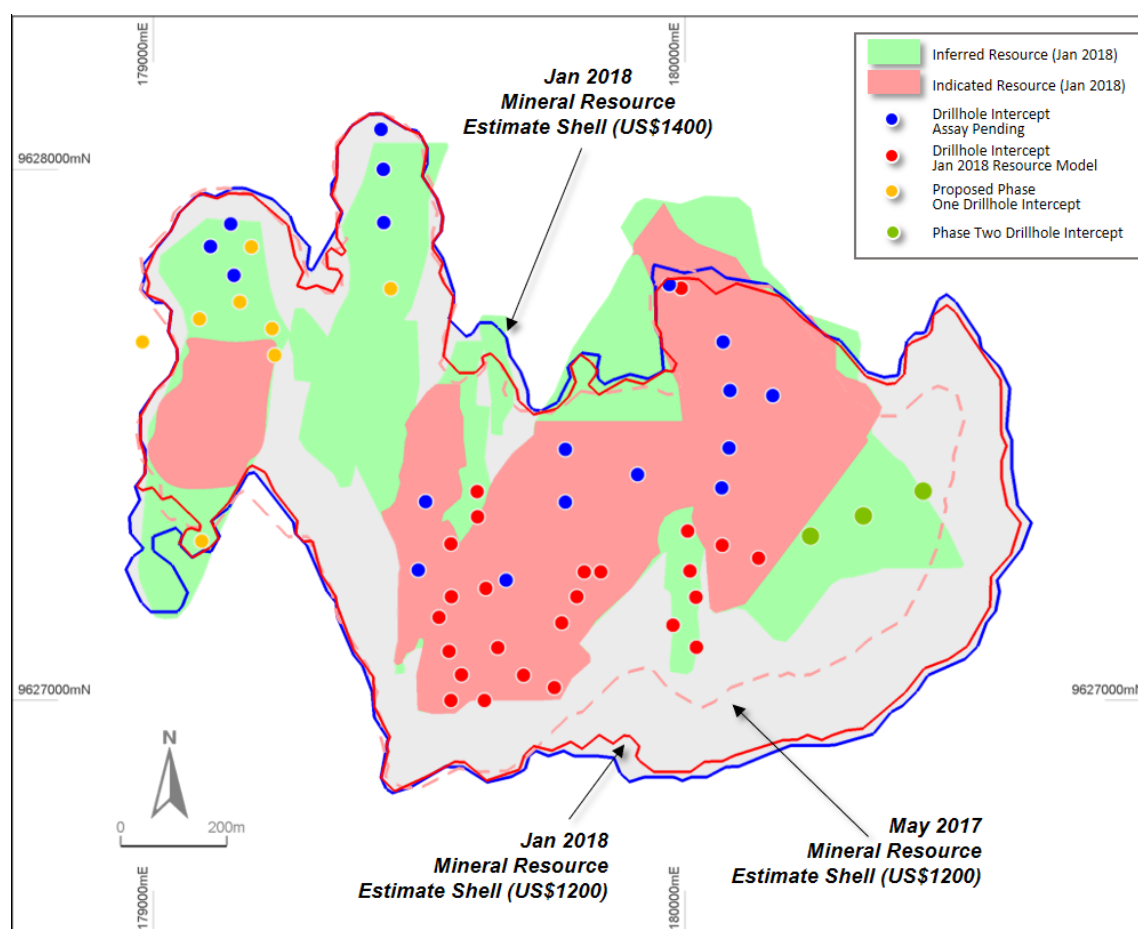 179000mE
180000mE
Inferred Resource (Jan 2018)
Indicated Resource (Jan 2018)
Drillhole Intercept
Assay Pending
Drillhole Intercept
Jan 2018 Resource Model
Proposed Phase
One Drillhole Intercept
Phase Two Drillhole Intercept
Jan 2018
Mineral Resource
Estimate Shell (US$1400)
9628000mN
9627000mN
9627000mN
N
0 200m
Jan 2018
Mineral Resource
Estimate Shell (US$1200)
May 2017
Mineral Resource
Estimate Shell (US$1200)
179000mE
180000mE